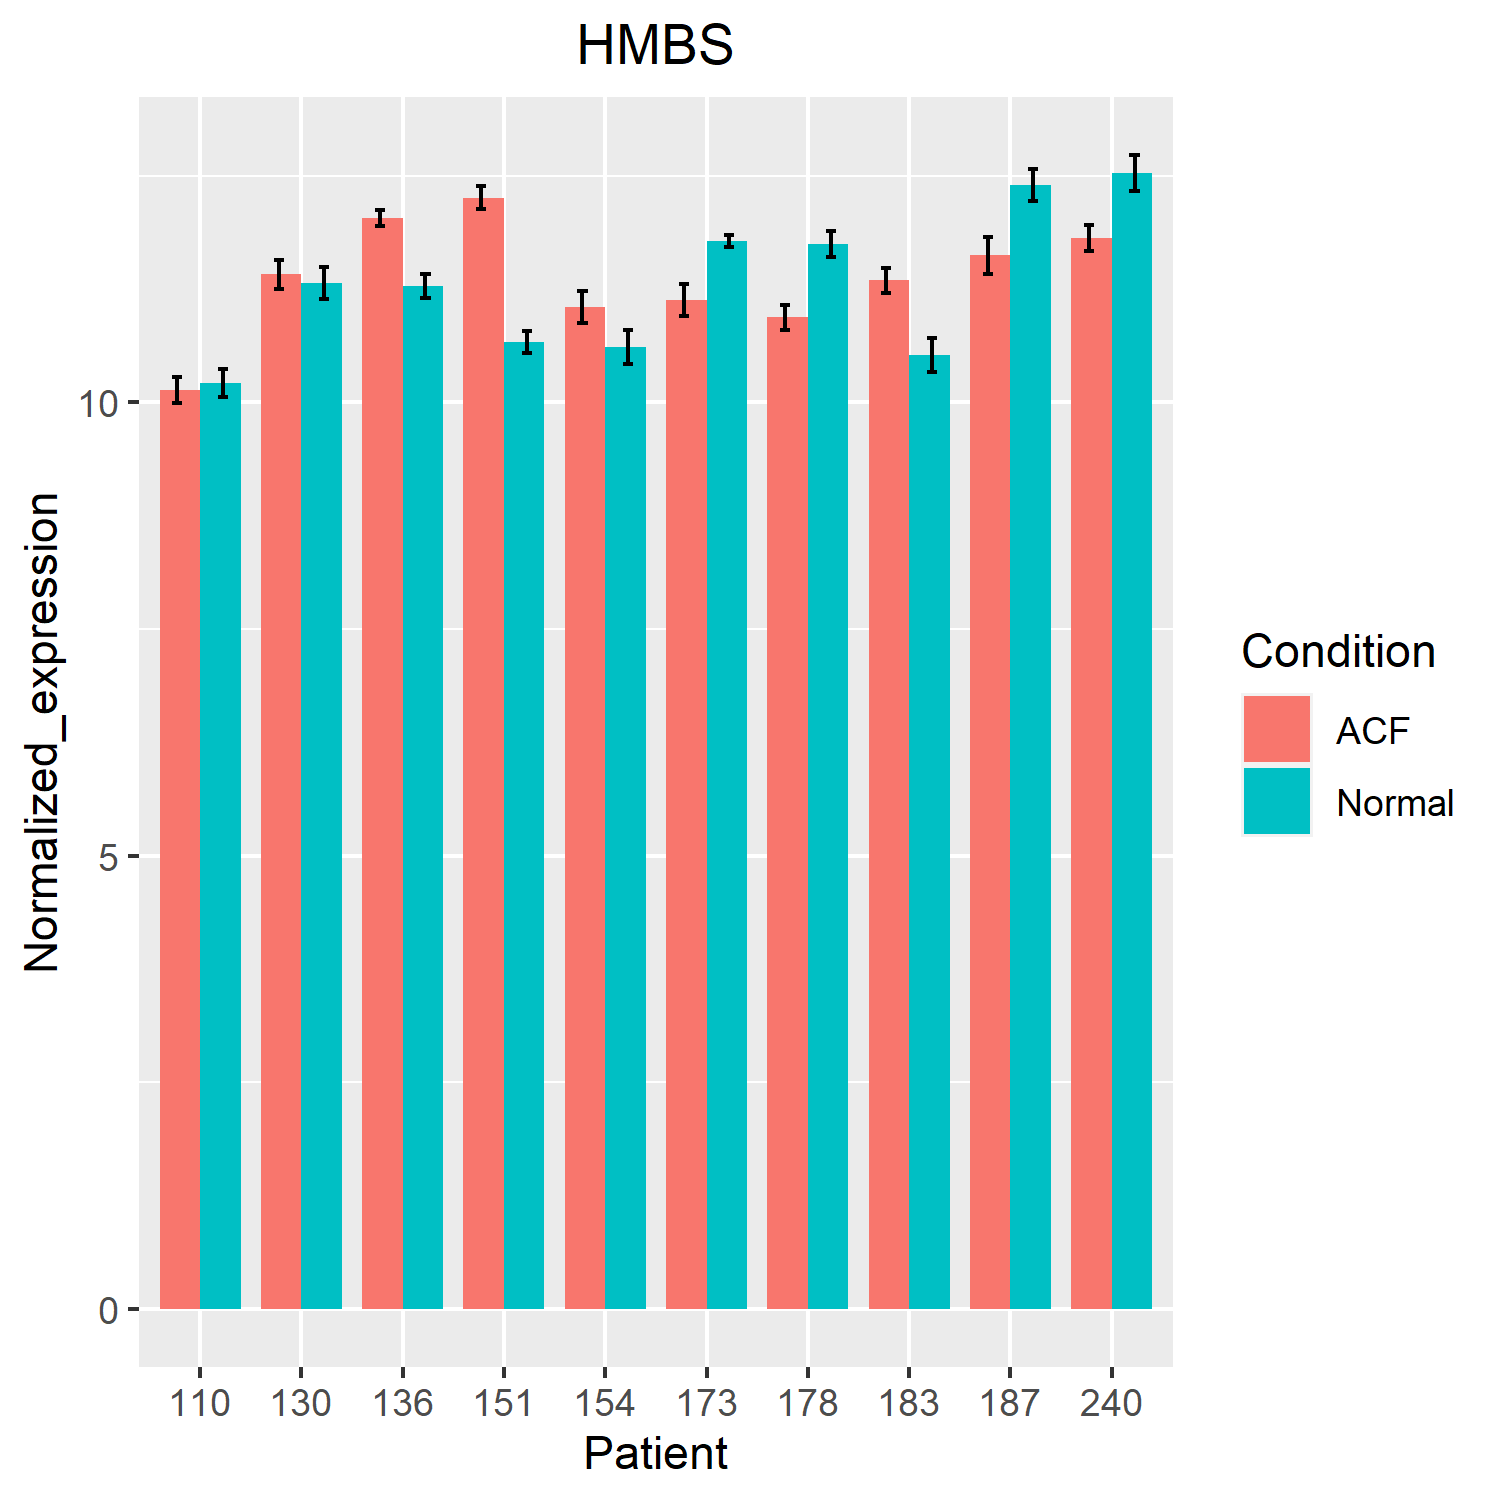 HMBS
Normalized_expression
10
5
0
110 130 136 151 154 173 178 183 187 240
Patient
Condition
ACF
Normal